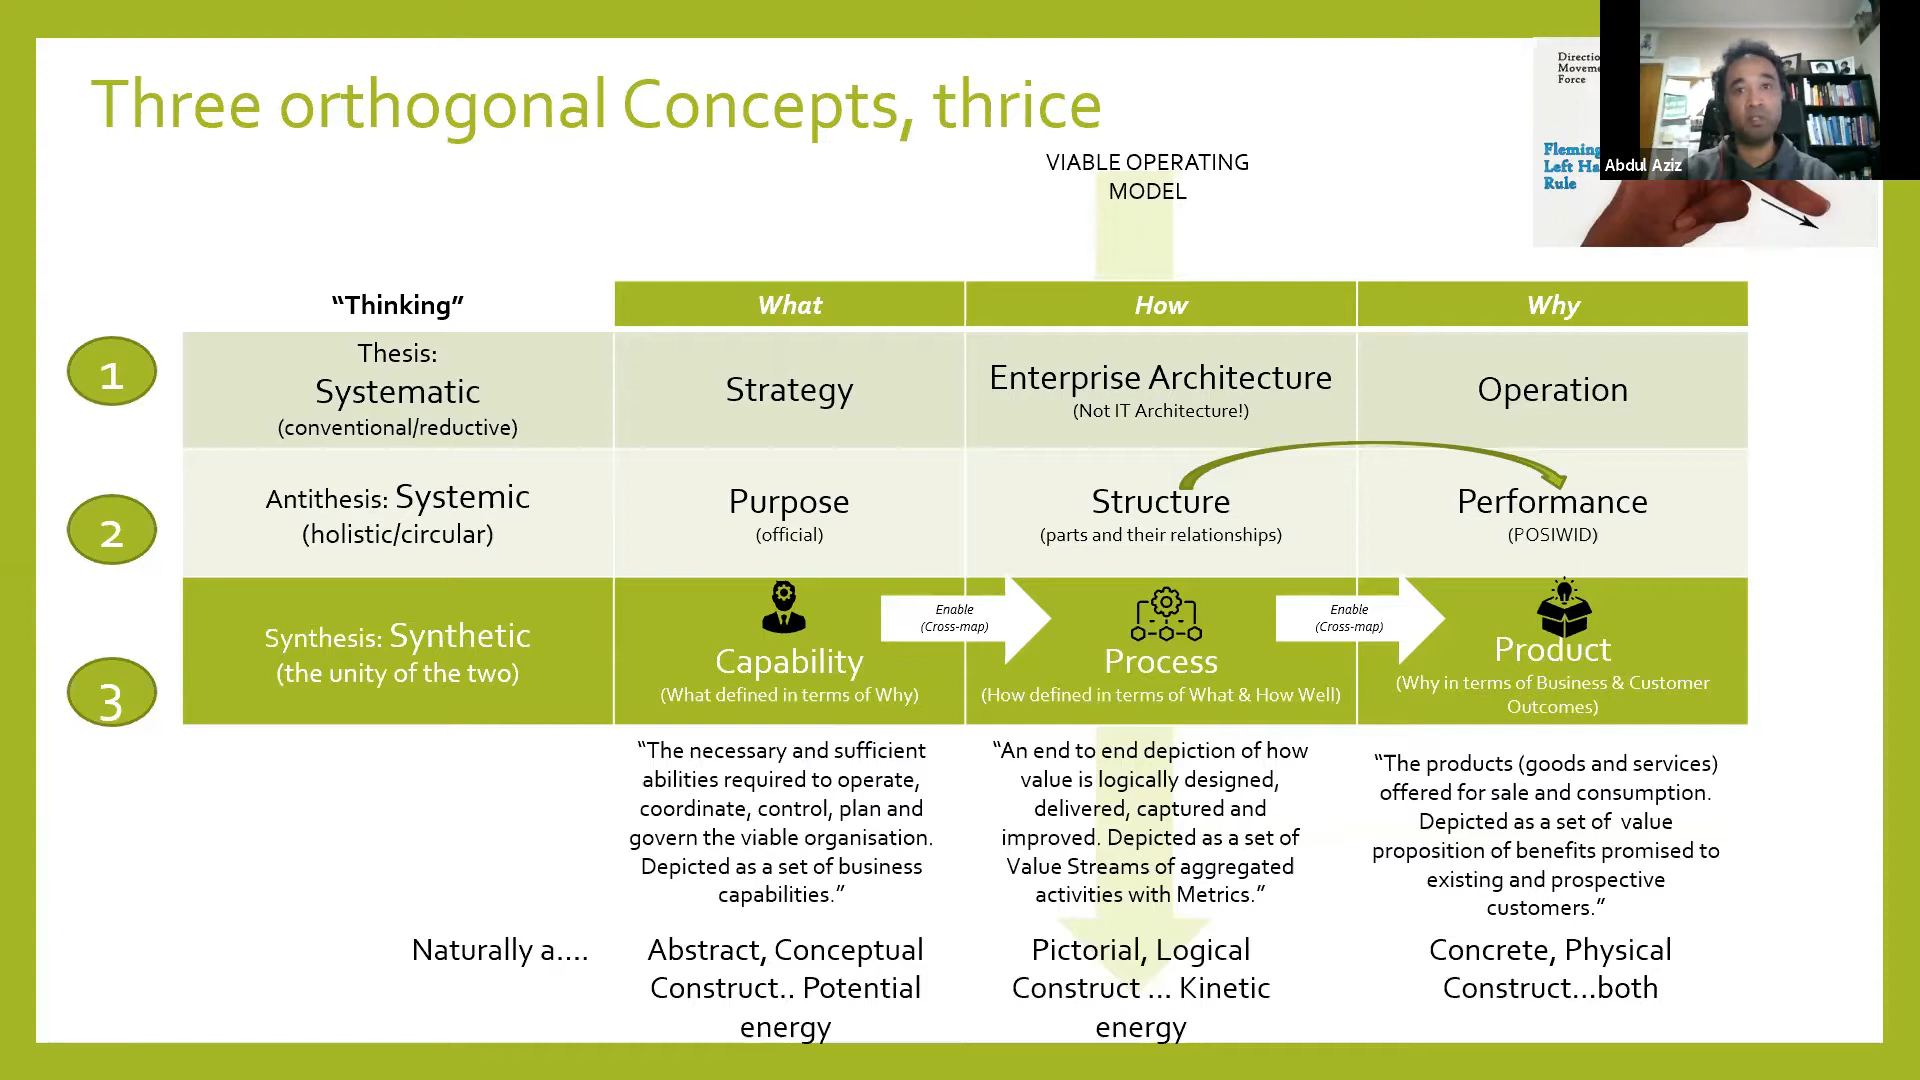 Three orthogonal Concepts, thrice
VIABLE OPERATING
MODEL
Directio
Moveme
Force
Fleming
Left Ha
Rule
Abdul Aziz
“Thinking”
What
How
Why
1
Thesis:
Systematic
(conventional/reductive)
Strategy
Enterprise Architecture
(Not IT Architecture!)
Operation
2
Antithesis: Systemic
(holistic/circular)
Purpose
(official)
Structure
(parts and their relationships)
Performance
(POSIWID)
3
Synthesis: Synthetic
(the unity of the two)
Capability
(What defined in terms of Why)
Enable
(Cross-map)
Process
(How defined in terms of What & How Well)
Enable
(Cross-map)
Product
(Why in terms of Business & Customer
Outcomes)
“The necessary and sufficient
abilities required to operate,
coordinate, control, plan and
govern the viable organisation.
Depicted as a set of business
capabilities.”
“An end to end depiction of how
value is logically designed,
delivered, captured and
improved. Depicted as a set of
Value Streams of aggregated
activities with Metrics.”
“The products (goods and services)
offered for sale and consumption.
Depicted as a set of value
proposition of benefits promised to
existing and prospective
customers.”
Naturally a....
Abstract, Conceptual
Construct.. Potential
energy
Pictorial, Logical
Construct ... Kinetic
energy
Concrete, Physical
Construct...both